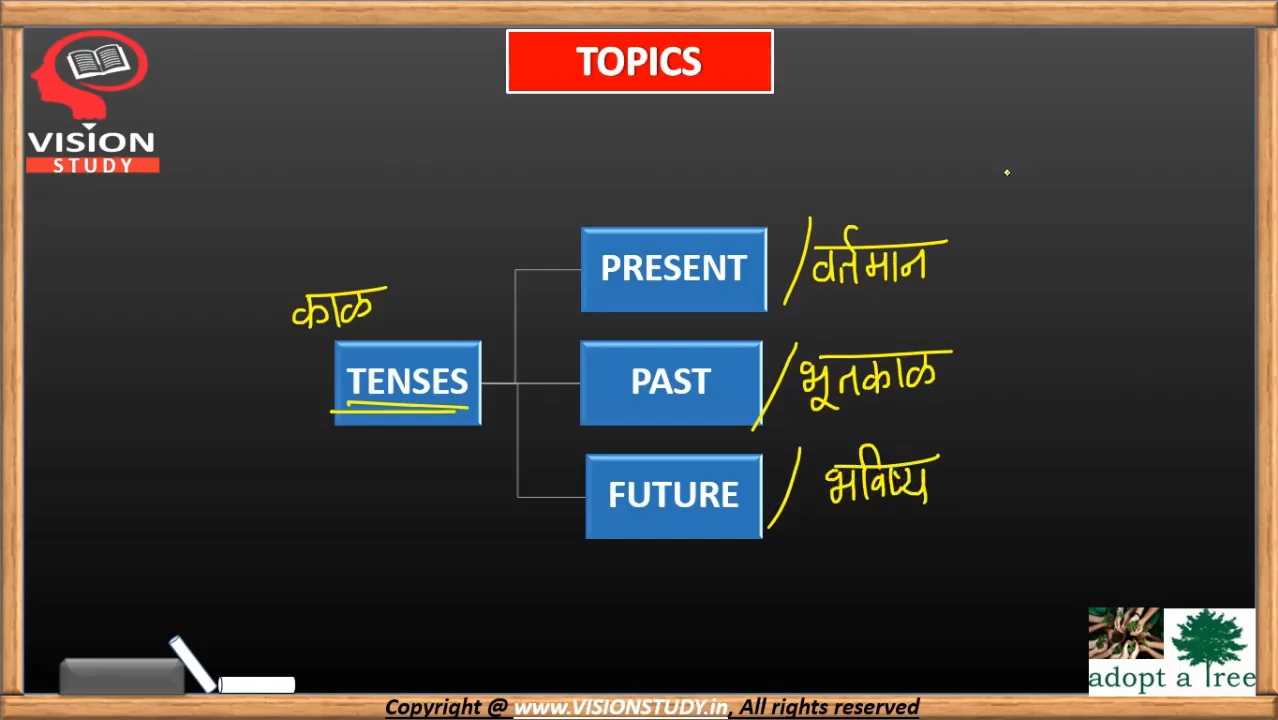 TOPICS
VISION
STUDY
काळ
TENSES
PRESENT
वर्तमान
PAST
भूतकाळ
FUTURE
भविष्य
adopt a Tree
Copyright @ www.VISIONSTUDY.in, All rights reserved